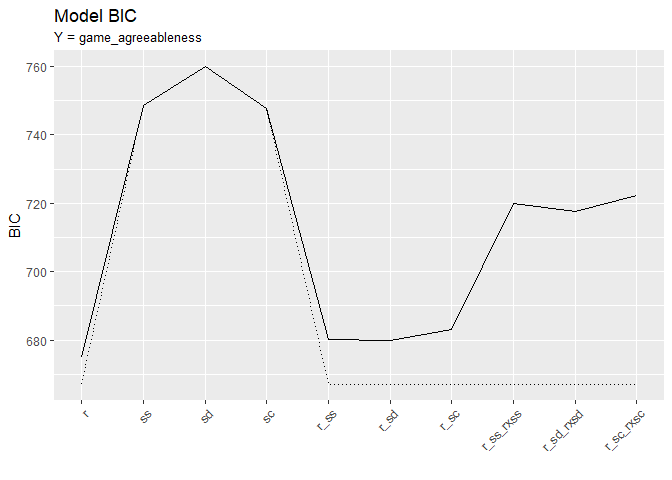 Model BIC
Y = game_agreeableness
760
740
720
700
680
BIC
r
ss
sd
sc
r_ss
r_sd
r_sc
r_ss_rxss
r_sd_rxsd
r_sc_rxsc